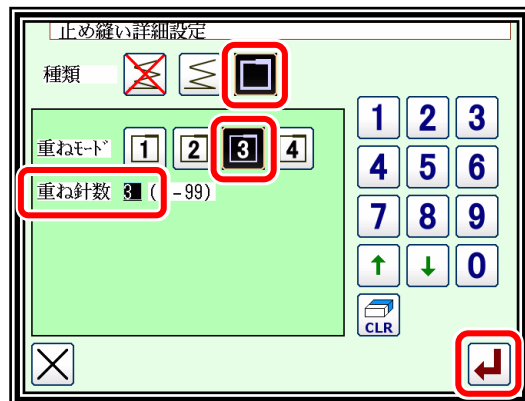 止め縫い詳細設定
種類
重ねモード 1 2 3 4
重ね針数 3 ( -99)
1 2 3
4 5 6
7 8 9
↑ ↓ 0
CLR